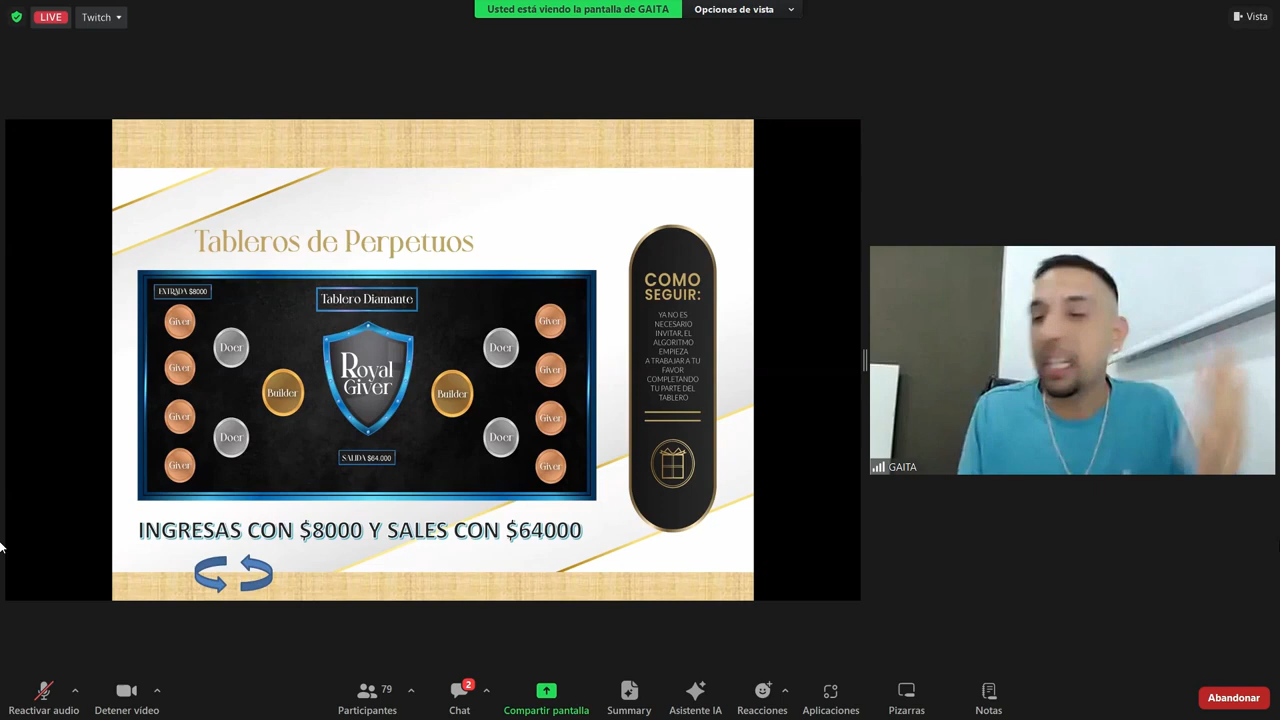 LIVE
Twitch
Usted está viendo la pantalla de GAITA
Opciones de vista
Vista
Tableros de Perpetuos
ENTRADA $8000
Tablero Diamante
Giver
Giver
Giver
Giver
Doer
Doer
Builder
Royal
Giver
Builder
Doer
Doer
Giver
Giver
Giver
Giver
SALIDA $64.000
INGRESAS CON $8000 Y SALES CON $64000
COMO
SEGUIR:
YA NO ES
NECESARIO
INVITAR, EL
ALGORITMO
EMPIEZA
A TRABAJAR A TU
FAVOR
COMPLETANDO
TU PARTE DEL
TABLERO
GAITA
Reactivar audio
Detener vídeo
79
Participantes
2
Chat
Compartir pantalla
Summary
Asistente IA
Reacciones
Aplicaciones
Pizarras
Notas
Abandonar